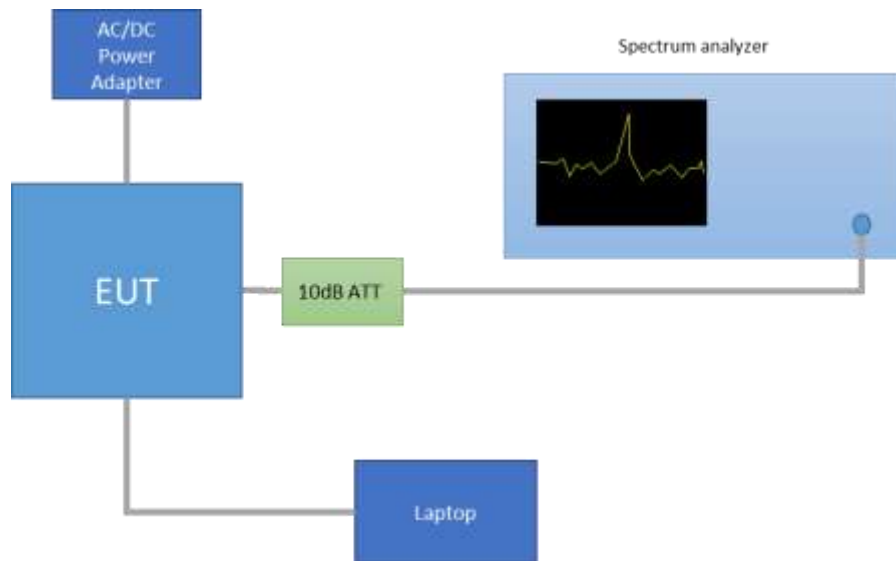 AC/DC
Power
Adapter
Spectrum analyzer
EUT
10dB ATT
Laptop